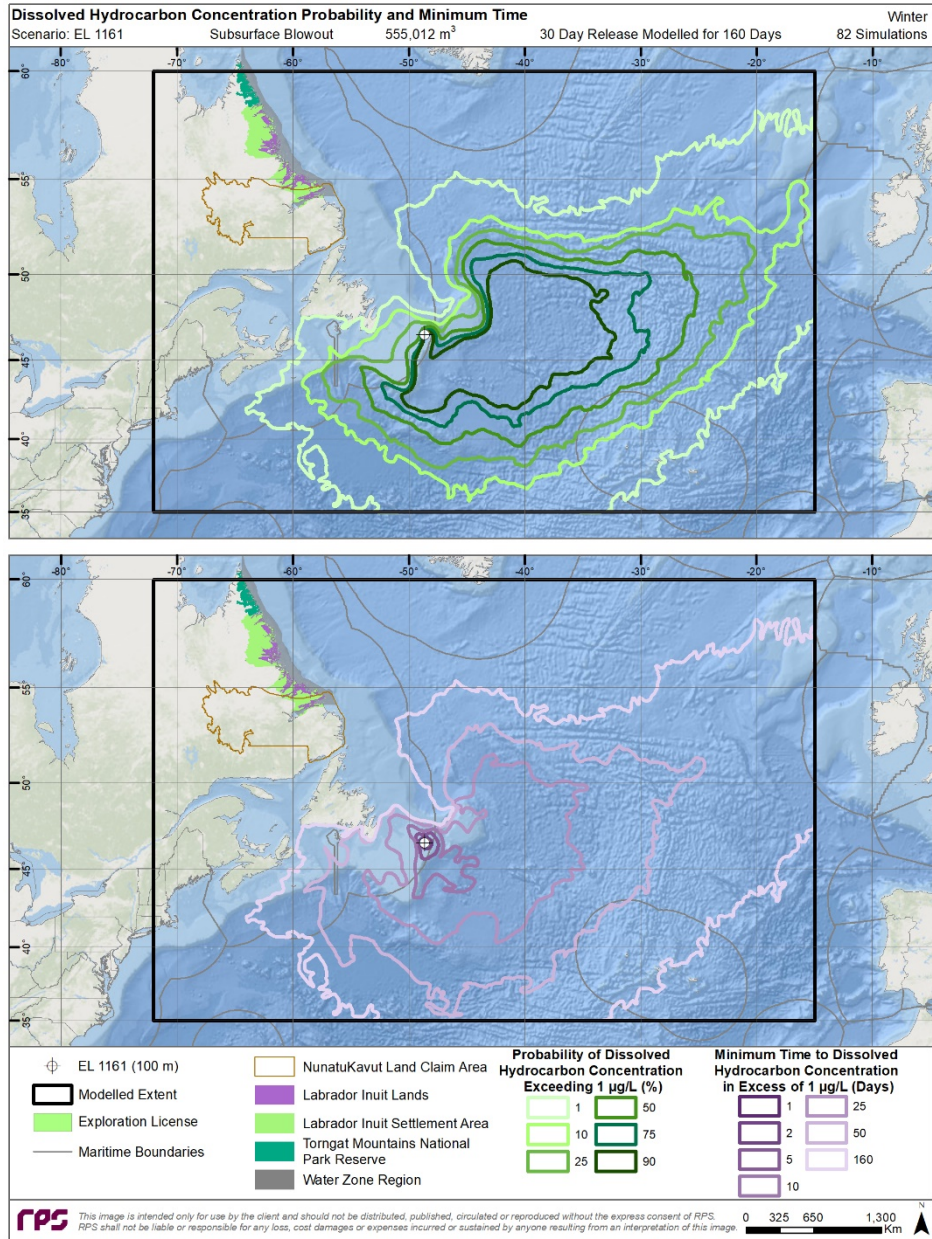 Dissolved Hydrocarbon Concentration Probability and Minimum Time
Winter
Scenario: EL 1161
Subsurface Blowout
555,012 m³
30 Day Release Modelled for 160 Days
82 Simulations
-80°
-70°
-60°
-50°
-40°
-30°
-20°
-10°
60°
55°
50°
45°
40°
35°
-80°
-70°
-60°
-50°
-40°
-30°
-20°
-10°
60°
55°
50°
45°
40°
35°
EL 1161 (100 m)
Modelled Extent
Exploration License
Maritime Boundaries
NunatuKavut Land Claim Area
Labrador Inuit Lands
Labrador Inuit Settlement Area
Torngat Mountains National
Park Reserve
Water Zone Region
Probability of Dissolved
Hydrocarbon Concentration
Exceeding 1 µg/L (%)
1
10
25
50
75
90
Minimum Time to Dissolved
Hydrocarbon Concentration
in Excess of 1 µg/L (Days)
1
2
5
10
25
50
160
rps
This image is intended only for use by the client and should not be distributed, published, circulated or reproduced without the express consent of RPS.
RPS shall not be liable or responsible for any loss, cost damages or expenses incurred or sustained by anyone resulting from an interpretation of this image.
0 325 650 1,300
Km
N